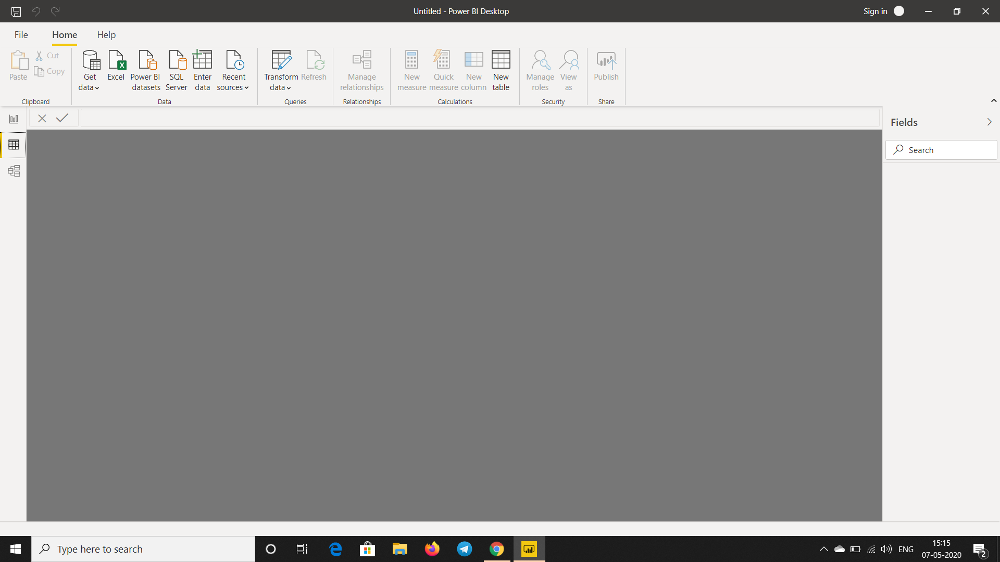 Untitled - Power BI Desktop
Sign in
File Home Help
Paste
Cut
Copy
Clipboard
Get data
Excel
Power BI datasets
SQL Server
Enter data
Recent sources
Data
Transform data
Refresh
Queries
Manage relationships
Relationships
New measure
Quick measure
New column
New table
Calculations
Manage roles
View as
Security
Publish
Share
Fields
Search
Type here to search
ENG
15:15
07-05-2020
2